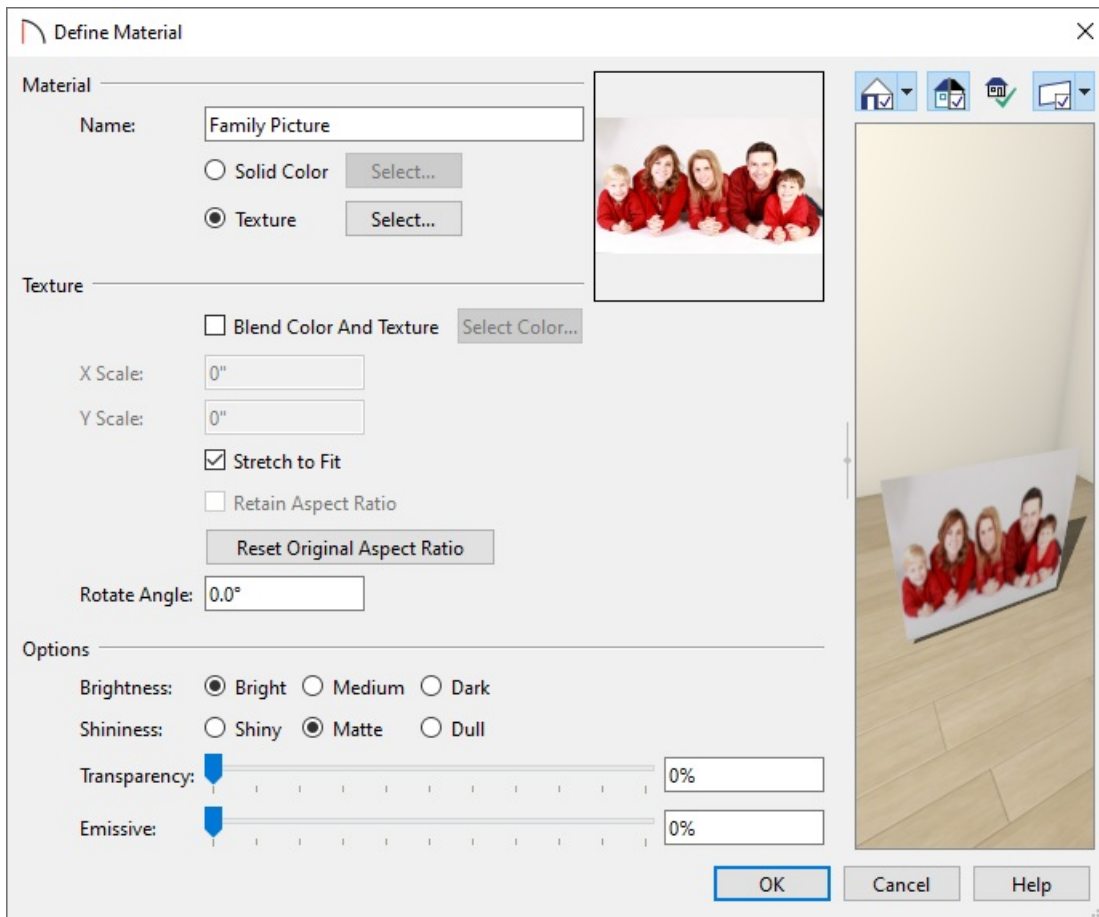 Define Material
Material
Name: Family Picture
Solid Color Select...
Texture Select...
Texture
Blend Color And Texture Select Color...
X Scale: 0"
Y Scale: 0"
Stretch to Fit
Retain Aspect Ratio
Reset Original Aspect Ratio
Rotate Angle: 0.0°
Options
Brightness: Bright Medium Dark
Shininess: Shiny Matte Dull
Transparency: 0%
Emissive: 0%
OK Cancel Help